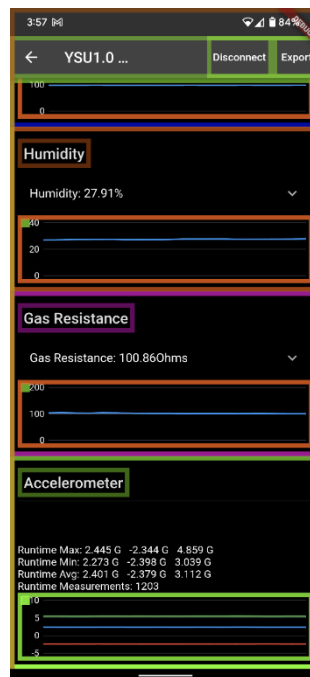 3:57
84%
DEBUG
YSU1.0 ...
Disconnect
Export
100
0
Humidity
Humidity: 27.91%
40
20
0
Gas Resistance
Gas Resistance: 100.86Ohms
200
100
0
Accelerometer
Runtime Max: 2.445 G -2.344 G 4.859 G
Runtime Min: 2.273 G -2.398 G 3.039 G
Runtime Avg: 2.401 G -2.379 G 3.112 G
Runtime Measurements: 1203
10
5
0
-5